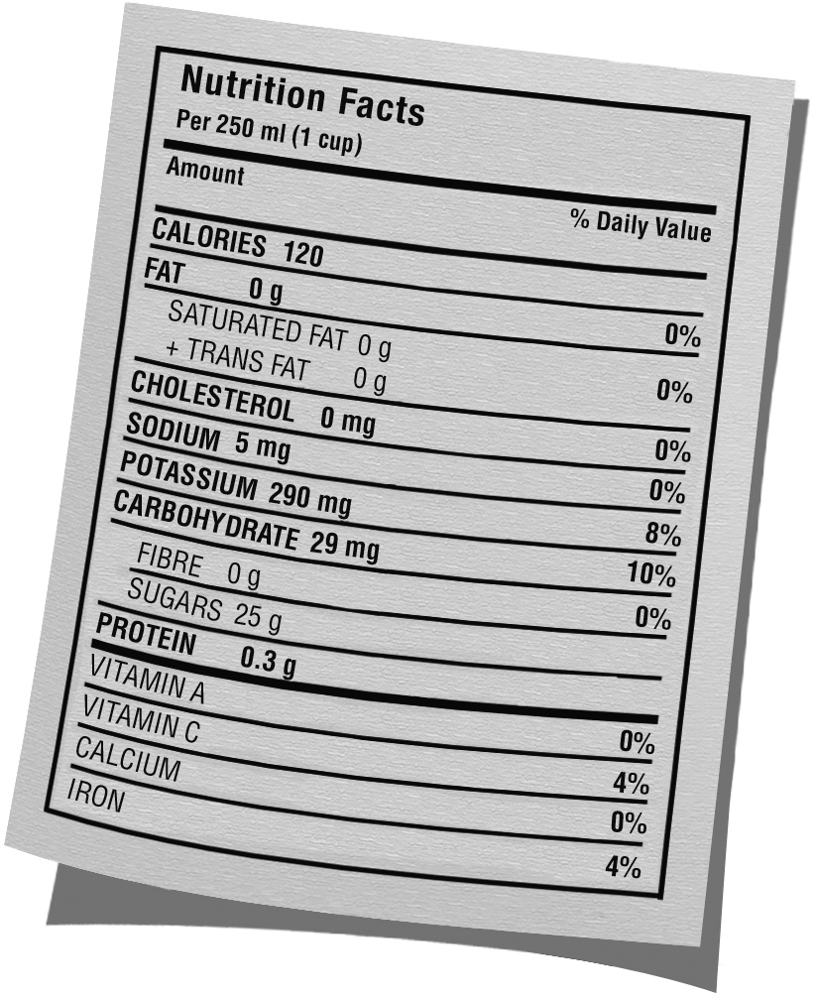 Nutrition Facts
Per 250 ml (1 cup)
Amount % Daily Value
CALORIES 120
FAT 0 g 0%
SATURATED FAT 0 g
+ TRANS FAT 0 g 0%
CHOLESTEROL 0 mg 0%
SODIUM 5 mg 0%
POTASSIUM 290 mg 8%
CARBOHYDRATE 29 mg 10%
FIBRE 0 g 0%
SUGARS 25 g
PROTEIN 0.3 g
VITAMIN A 0%
VITAMIN C 4%
CALCIUM 0%
IRON 4%